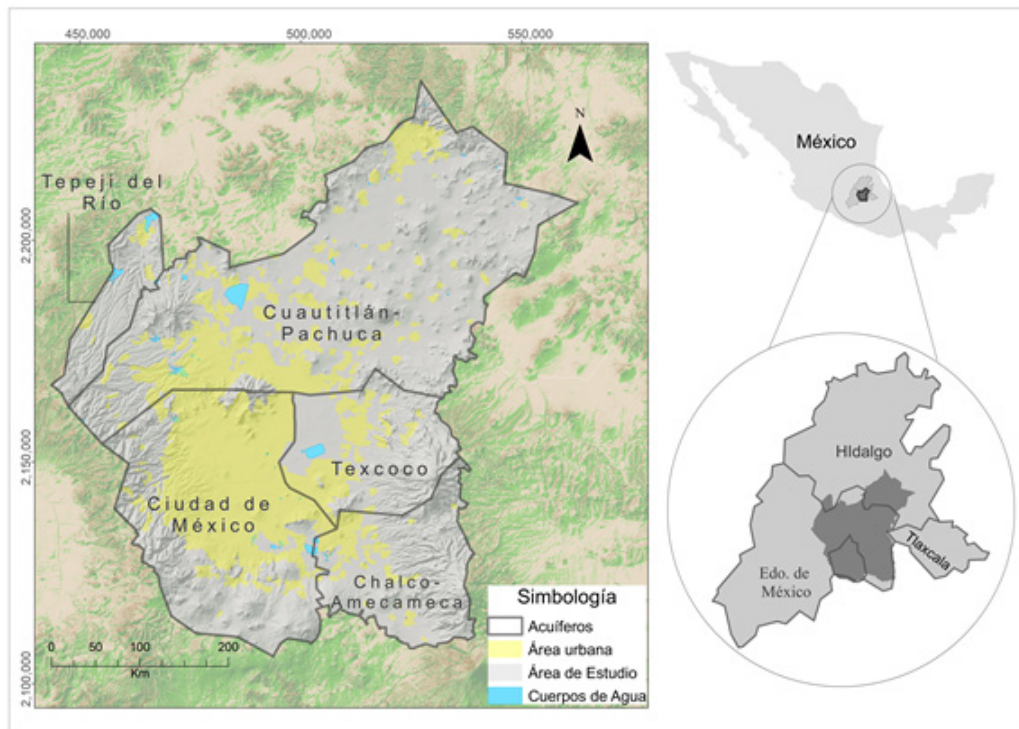 450,000
500,000
550,000
2,200,000
2,150,000
2,100,000
N
Tepeji del
Río
Cuautitlán-
Pachuca
Texcoco
Ciudad de
México
Chalco-
Amecameca
0 50 100 200
Km
Simbología
Acuíferos
Área urbana
Área de Estudio
Cuerpos de Agua
México
HIdalgo
Tlaxcala
Edo. de
México